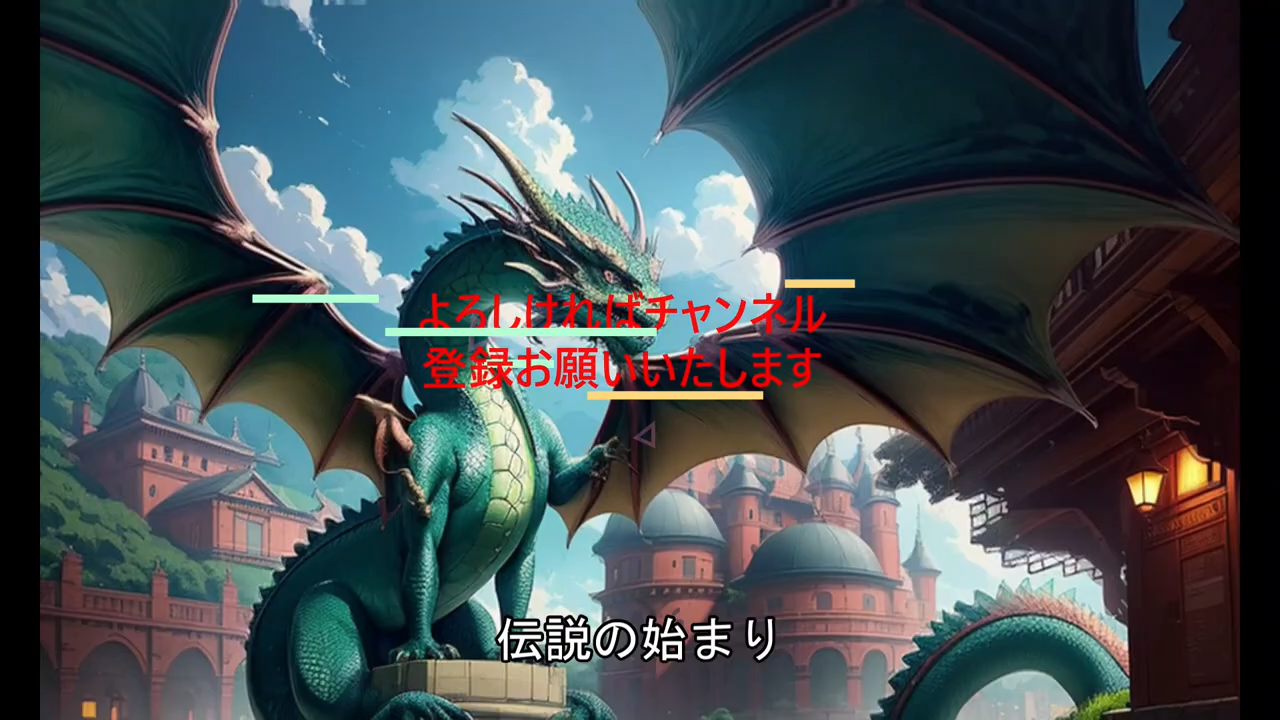 よろしければチャンネル
登録お願いいたします
伝説の始まり